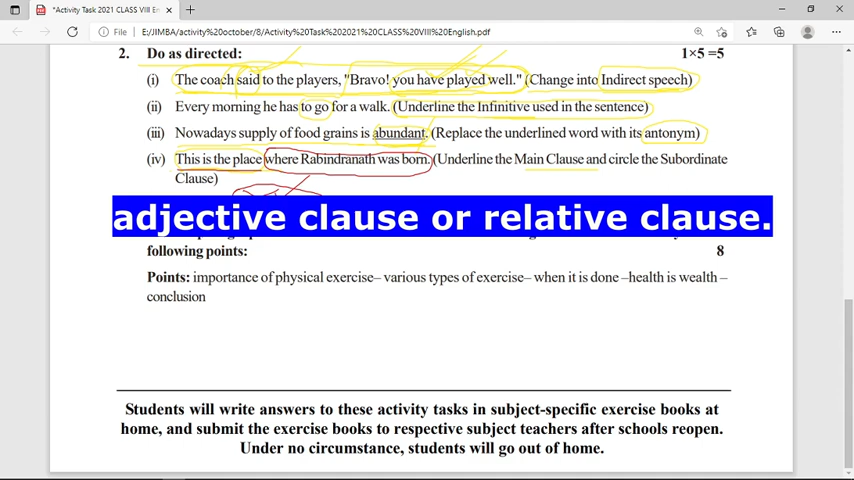 *Activity Task 2021 CLASS VIII En
E:/JIMBA/activity%20october/8/Activity%20Task%202021%20CLASS%20VIII%20English.pdf
2. Do as directed: 1×5 =5
(i) The coach said to the players, "Bravo! you have played well." (Change into Indirect speech)
(ii) Every morning he has to go for a walk. (Underline the Infinitive used in the sentence)
(iii) Nowadays supply of food grains is abundant. (Replace the underlined word with its antonym)
(iv) This is the place where Rabindranath was born. (Underline the Main Clause and circle the Subordinate
Clause)
adjective clause or relative clause.
following points: 8
Points: importance of physical exercise– various types of exercise– when it is done –health is wealth –
conclusion
Students will write answers to these activity tasks in subject-specific exercise books at
home, and submit the exercise books to respective subject teachers after schools reopen.
Under no circumstance, students will go out of home.